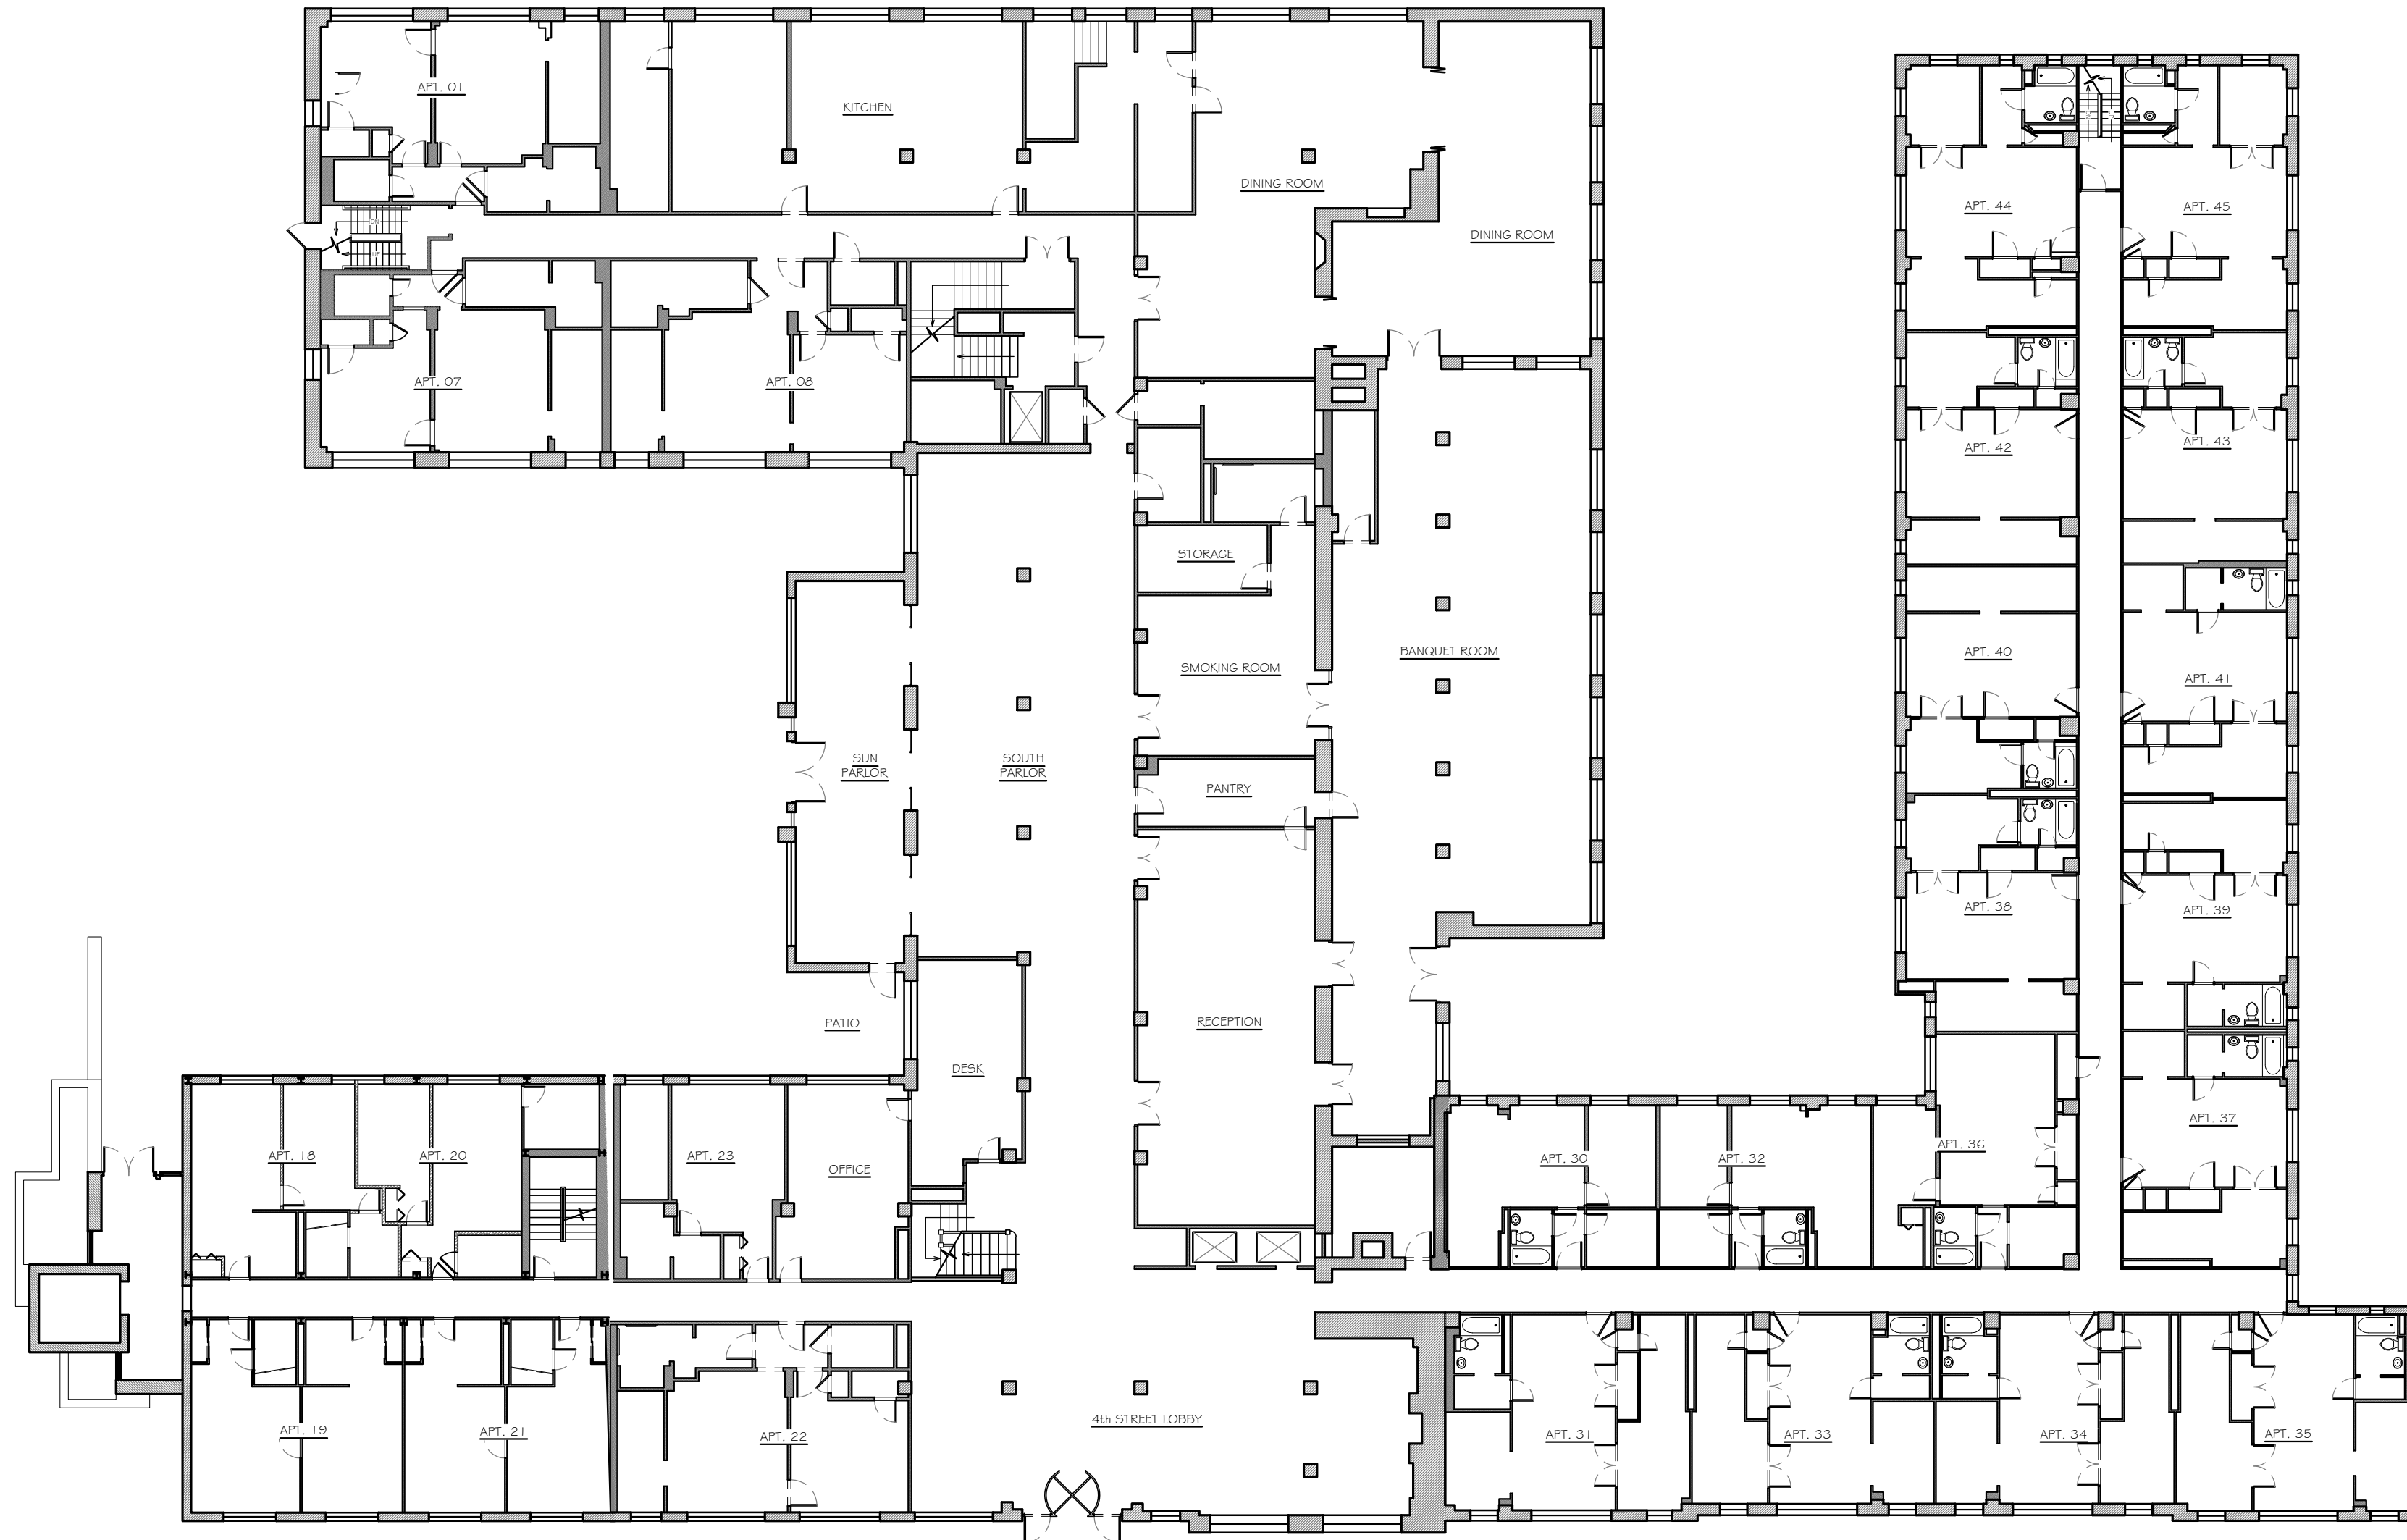 APT. 01
KITCHEN
DINING ROOM
DINING ROOM
DN
UP
APT. 07
APT. 08
STORAGE
SMOKING ROOM
BANQUET ROOM
SUN
PARLOR
SOUTH
PARLOR
PANTRY
PATIO
RECEPTION
DESK
APT. 18
APT. 20
APT. 23
OFFICE
APT. 19
APT. 21
APT. 22
4th STREET LOBBY
APT. 44
APT. 45
APT. 42
APT. 43
APT. 40
APT. 41
APT. 38
APT. 39
APT. 37
APT. 36
APT. 30
APT. 32
APT. 31
APT. 33
APT. 34
APT. 35